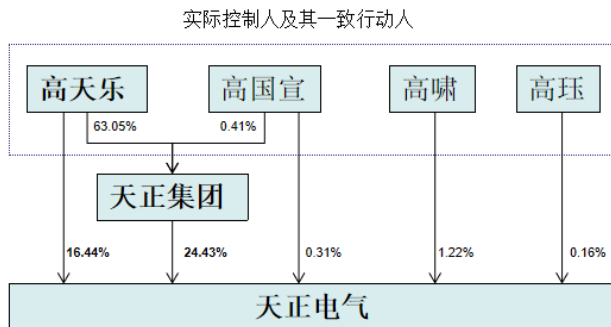 实际控制人及其一致行动人
高天乐 高国宣 高啸 高珏
63.05% 0.41%
天正集团
16.44% 24.43% 0.31% 1.22% 0.16%
天正电气